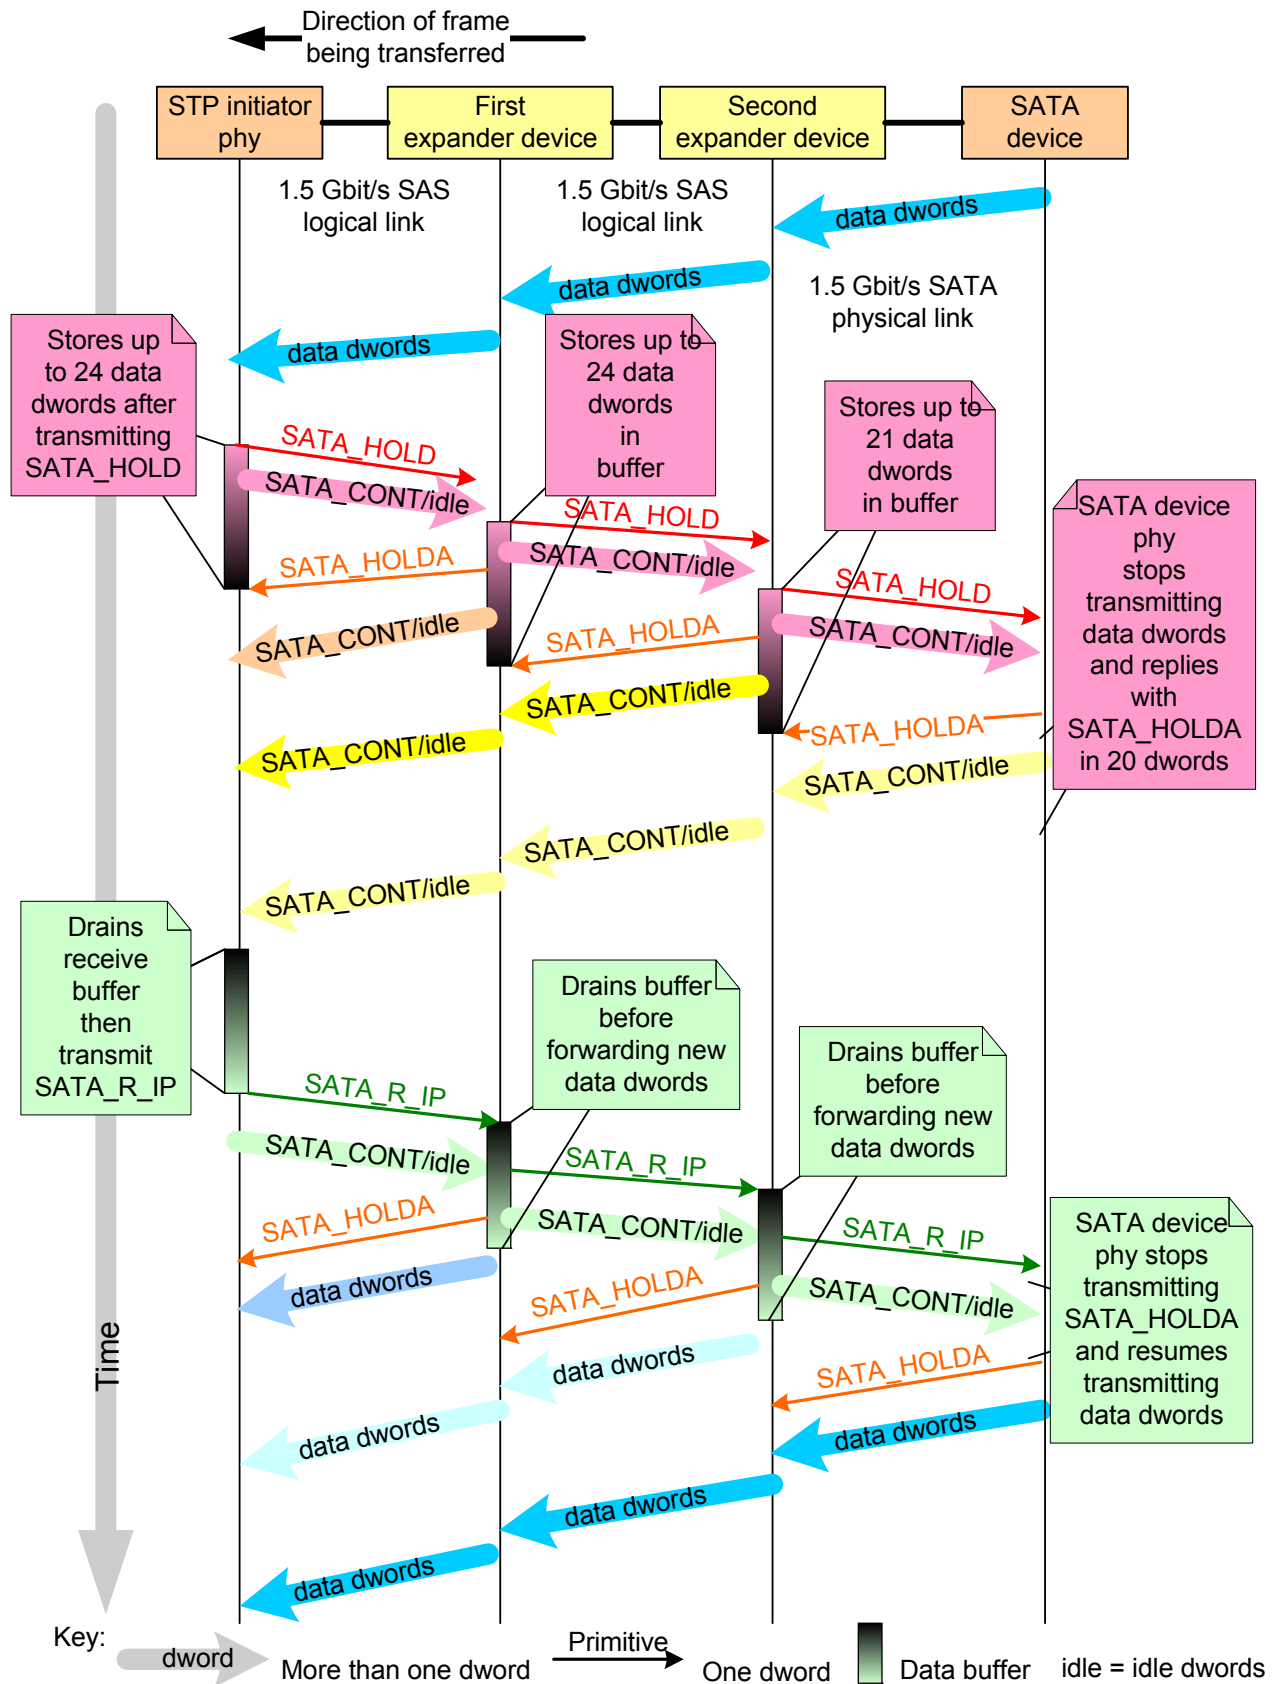 Direction of frame
being transferred
STP initiator
phy
First
expander device
Second
expander device
SATA
device
1.5 Gbit/s SAS
logical link
1.5 Gbit/s SAS
logical link
data dwords
data dwords
1.5 Gbit/s SATA
physical link
data dwords
Stores up
to 24 data
dwords after
transmitting
SATA_HOLD
Stores up to
24 data
dwords
in
buffer
Stores up to
21 data
dwords
in buffer
SATA_HOLD
SATA_CONT/idle
SATA_HOLD
SATA_CONT/idle
SATA_HOLDA
SATA_HOLD
SATA_CONT/idle
SATA_CONT/idle
SATA_HOLDA
SATA device
phy
stops
transmitting
data dwords
and replies
with
SATA_HOLDA
in 20 dwords
SATA_CONT/idle
SATA_HOLDA
SATA_CONT/idle
SATA_CONT/idle
SATA_CONT/idle
SATA_CONT/idle
Drains
receive
buffer
then
transmit
SATA_R_IP
Drains buffer
before
forwarding new
data dwords
Drains buffer
before
forwarding new
data dwords
SATA_R_IP
SATA_CONT/idle
SATA_R_IP
SATA_HOLDA
SATA_CONT/idle
SATA_R_IP
SATA device
phy stops
transmitting
SATA_HOLDA
and resumes
transmitting
data dwords
data dwords
SATA_HOLDA
SATA_CONT/idle
data dwords
SATA_HOLDA
data dwords
data dwords
data dwords
data dwords
Time
Key:
dword
More than one dword
Primitive
One dword
Data buffer
idle = idle dwords